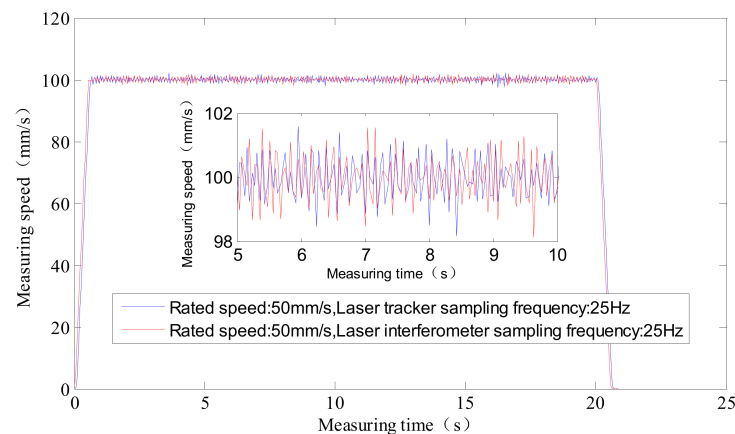 120
100
80
60
40
20
0
Measuring speed（mm/s）
102
100
98
Measuring speed（mm/s）
5 6 7 8 9 10
Measuring time（s）
Rated speed:50mm/s,Laser tracker sampling frequency:25Hz
Rated speed:50mm/s,Laser interferometer sampling frequency:25Hz
0 5 10 15 20 25
Measuring time（s）